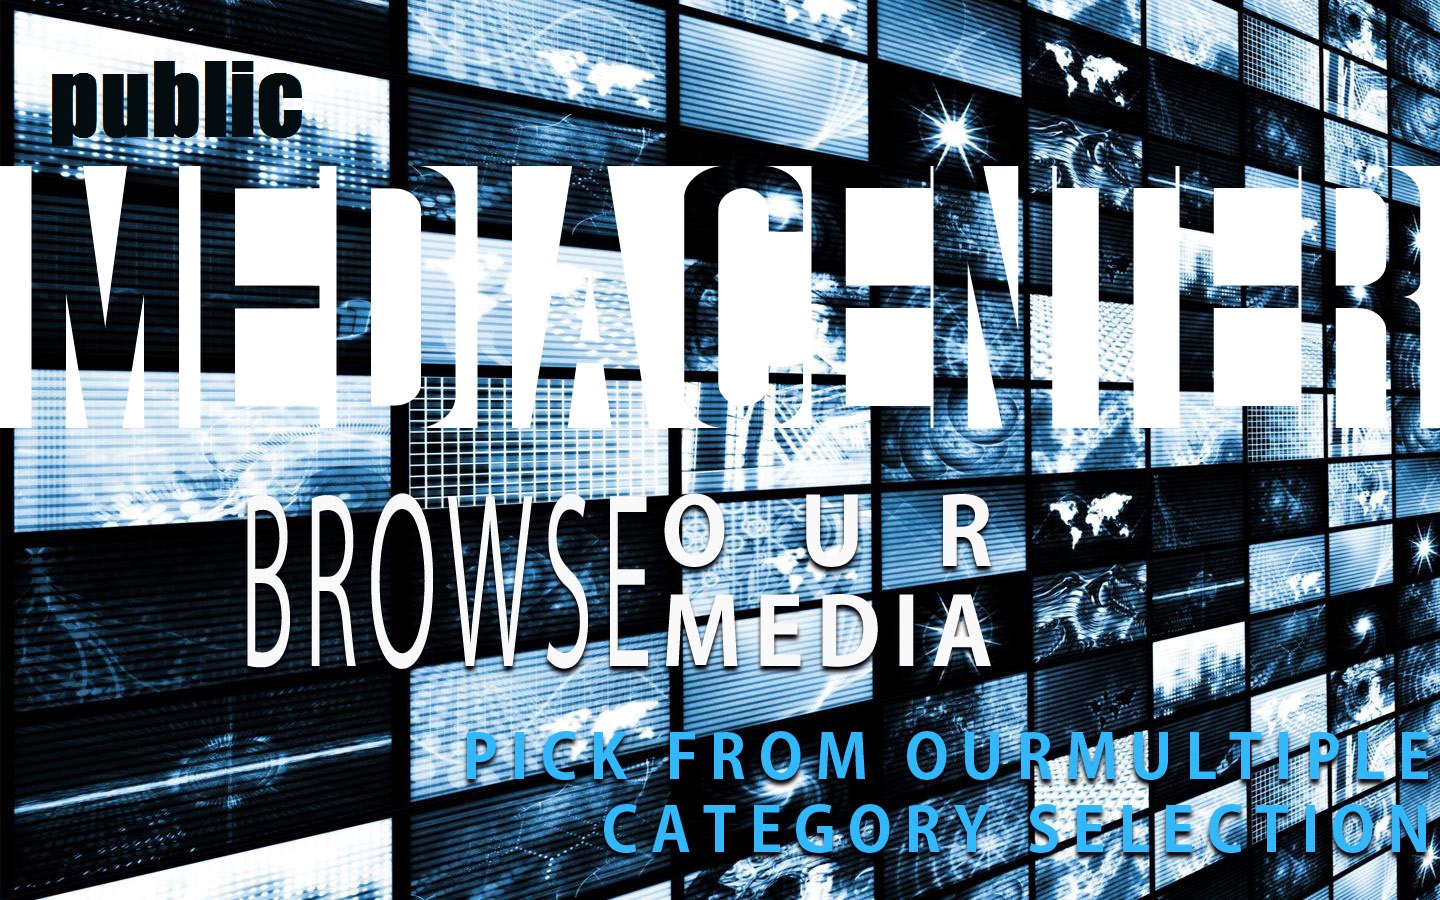 public
MEDIACENTER
BROWSE OUR
MEDIA
PICK FROM OURMULTIPLE
CATEGORY SELECTION